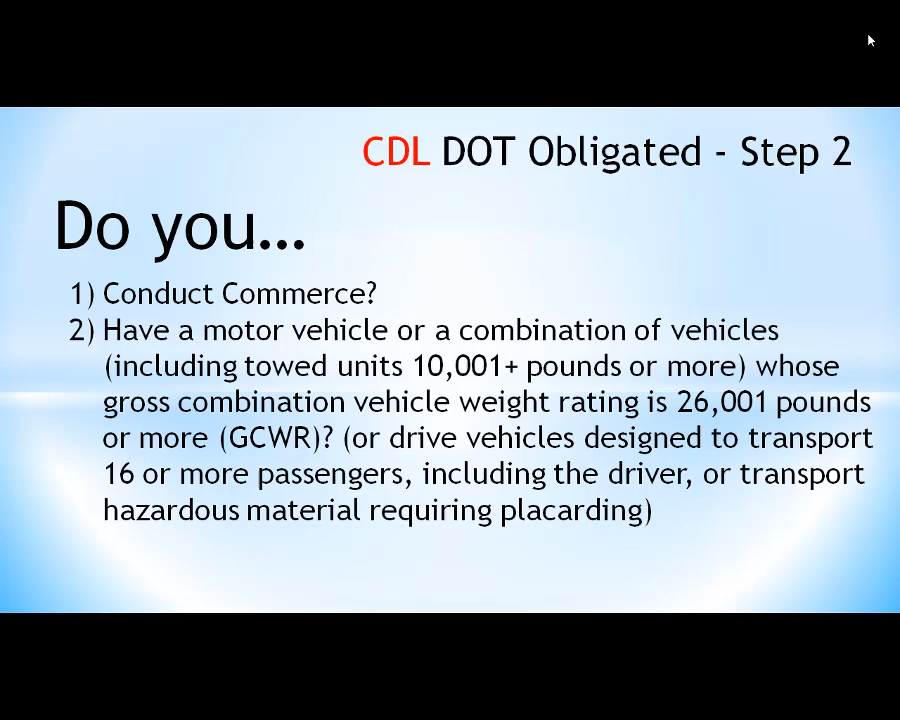 CDL DOT Obligated - Step 2
Do you...
1) Conduct Commerce?
2) Have a motor vehicle or a combination of vehicles
(including towed units 10,001+ pounds or more) whose
gross combination vehicle weight rating is 26,001 pounds
or more (GCWR)? (or drive vehicles designed to transport
16 or more passengers, including the driver, or transport
hazardous material requiring placarding)